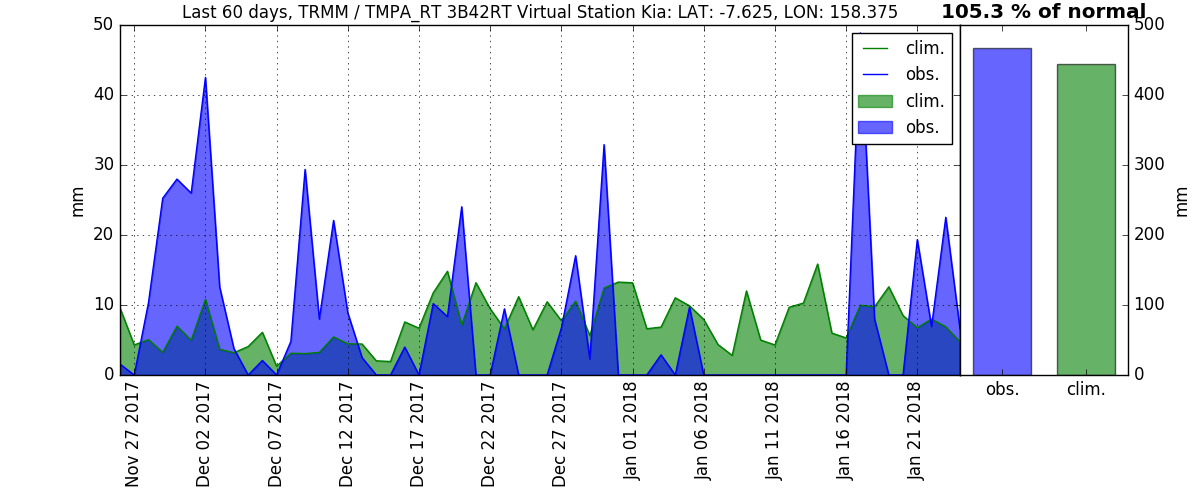 Last 60 days, TRMM / TMPA_RT 3B42RT Virtual Station Kia: LAT: -7.625, LON: 158.375
105.3 % of normal
50
40
30
20
10
0
mm
clim.
obs.
clim.
obs.
500
400
300
200
100
0
mm
Nov 27 2017
Dec 02 2017
Dec 07 2017
Dec 12 2017
Dec 17 2017
Dec 22 2017
Dec 27 2017
Jan 01 2018
Jan 06 2018
Jan 11 2018
Jan 16 2018
Jan 21 2018
obs.
clim.